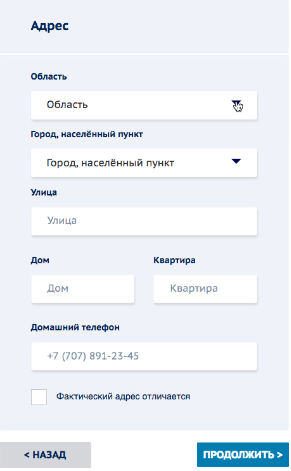 Адрес
Область
Область
Город, населённый пункт
Город, населённый пункт
Улица
Улица
Дом Квартира
Дом Квартира
Домашний телефон
+7 (707) 891-23-45
Фактический адрес отличается
< НАЗАД ПРОДОЛЖИТЬ >